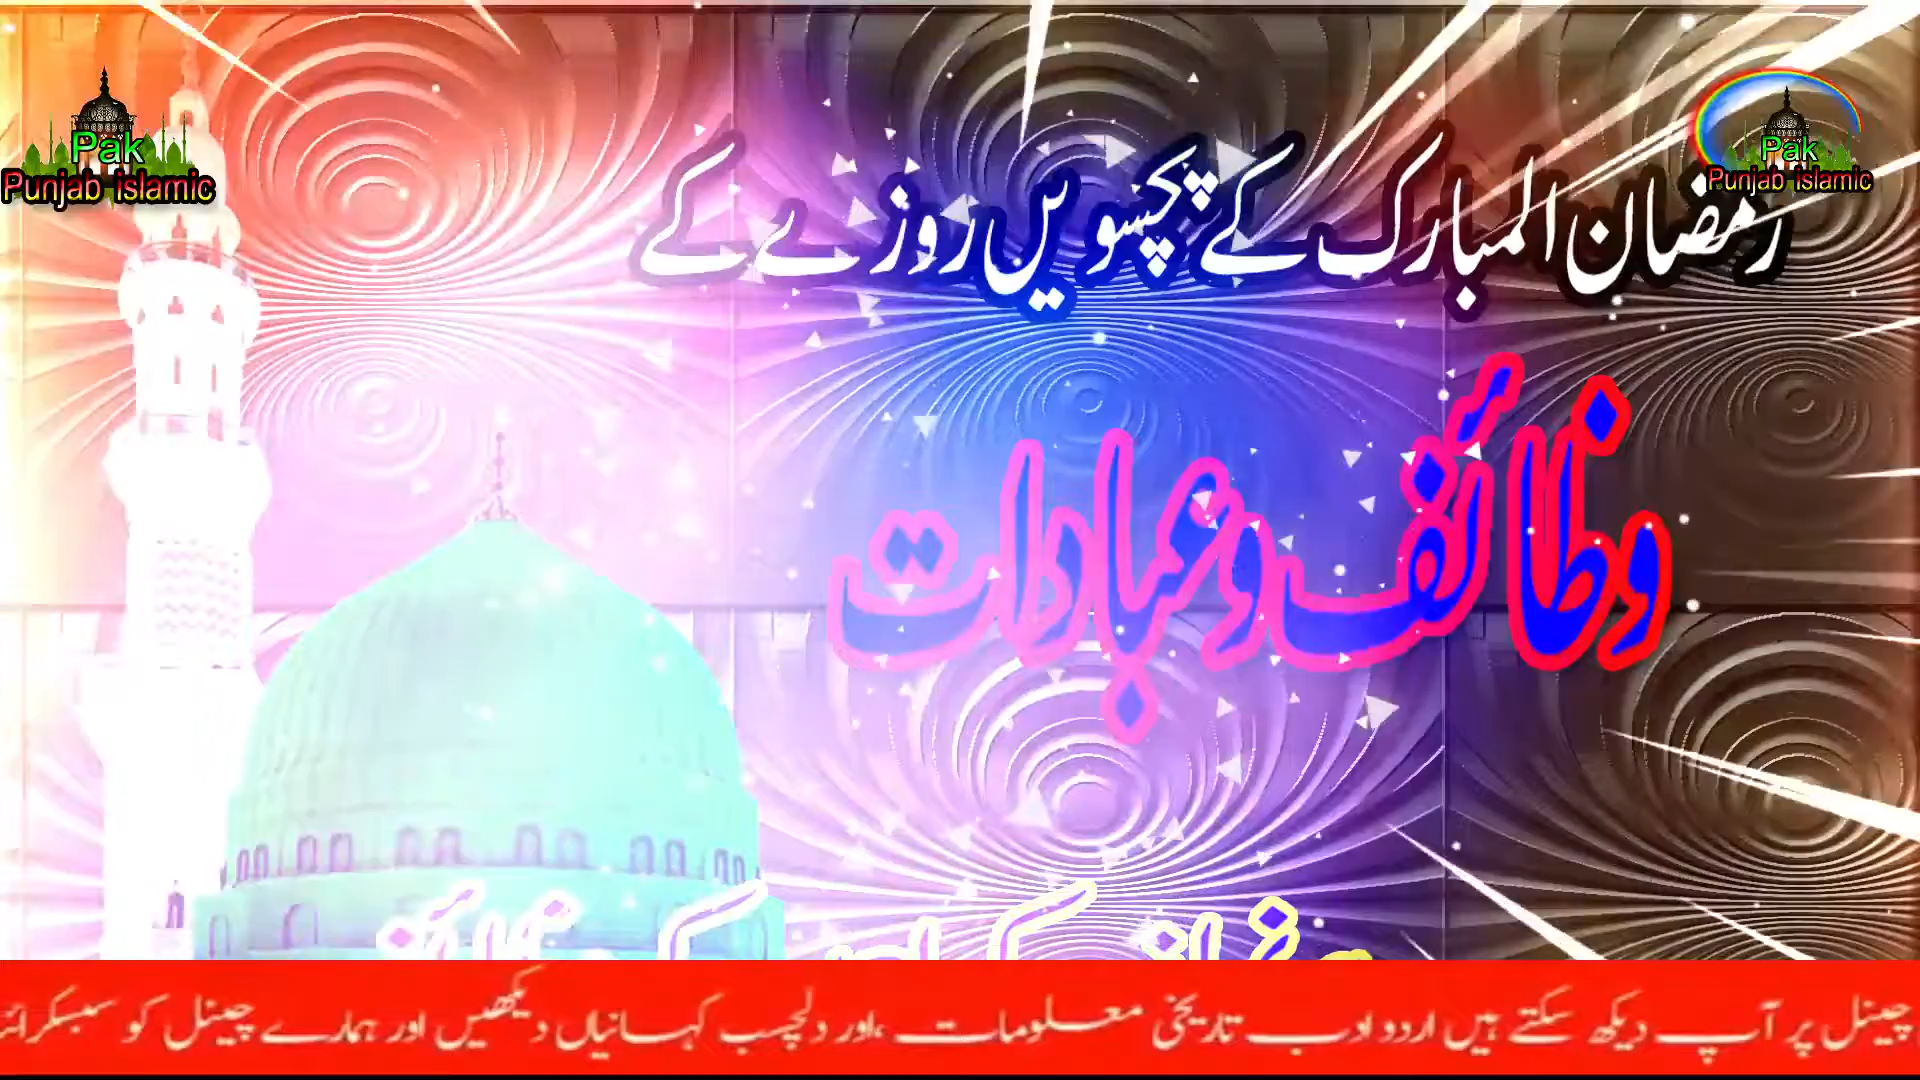 Pak
Punjab islamic
Pak
Punjab islamic
رمضان المبارک کے پچسویں روزے کے
وظائف وعبادات
چینل پر آپ دیکھ سکتے ہیں اردو ادب تاریخی معلومات ،اور دلچسپ کہانیاں دیکھیں اور ہمارے چینل کو سبسکرائ